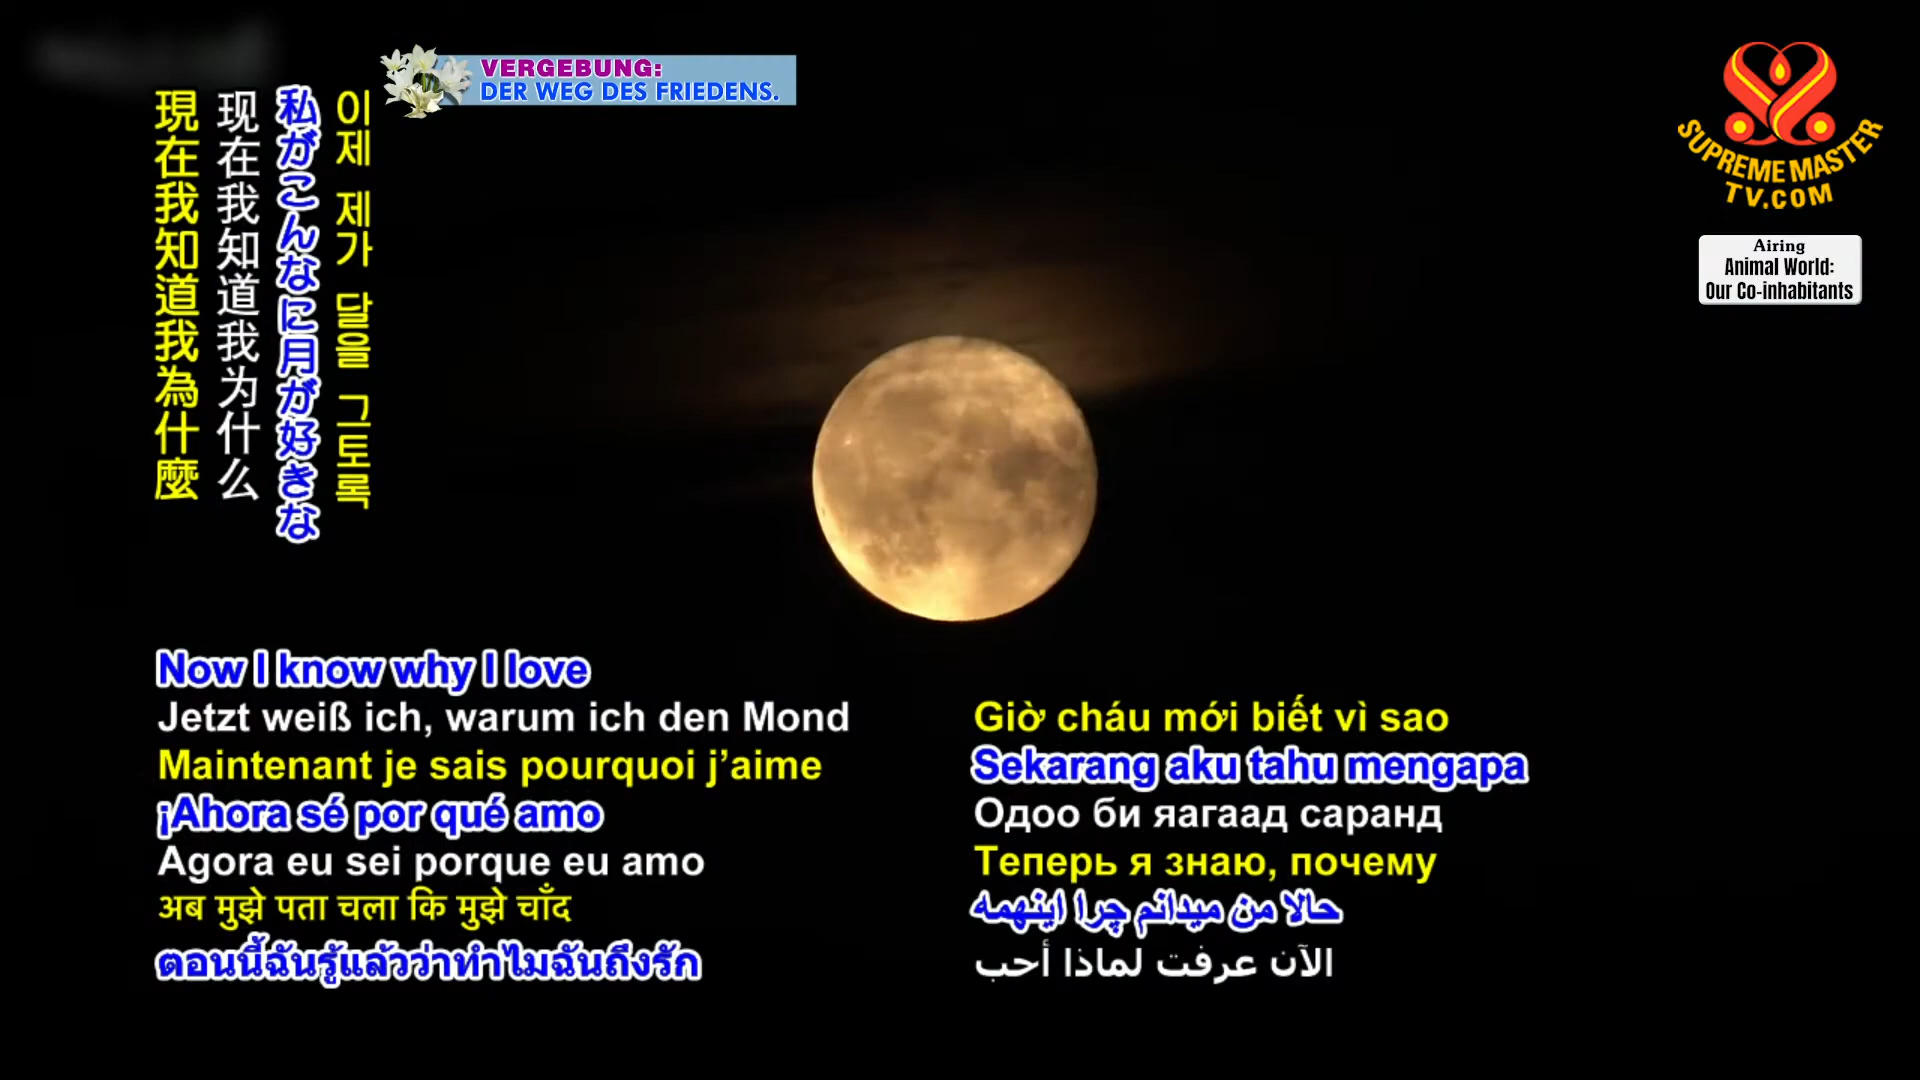 VERGEBUNG:
DER WEG DES FRIEDENS.
SUPREME MASTER
TV.COM
Airing
Animal World:
Our Co-inhabitants
現在我知道我為什麼
现在我知道我为什么
私がこんなに月が好きな
이제 제가 달을 그토록
Now I know why I love
Jetzt weiß ich, warum ich den Mond
Maintenant je sais pourquoi j’aime
¡Ahora sé por qué amo
Agora eu sei porque eu amo
अब मुझे पता चला कि मुझे चाँद
ตอนนี้ฉันรู้แล้วว่าทำไมฉันถึงรัก
Giờ cháu mới biết vì sao
Sekarang aku tahu mengapa
Одоо би яагаад саранд
Теперь я знаю, почему
حالا من میدانم چرا اینهمه
الآن عرفت لماذا أحب